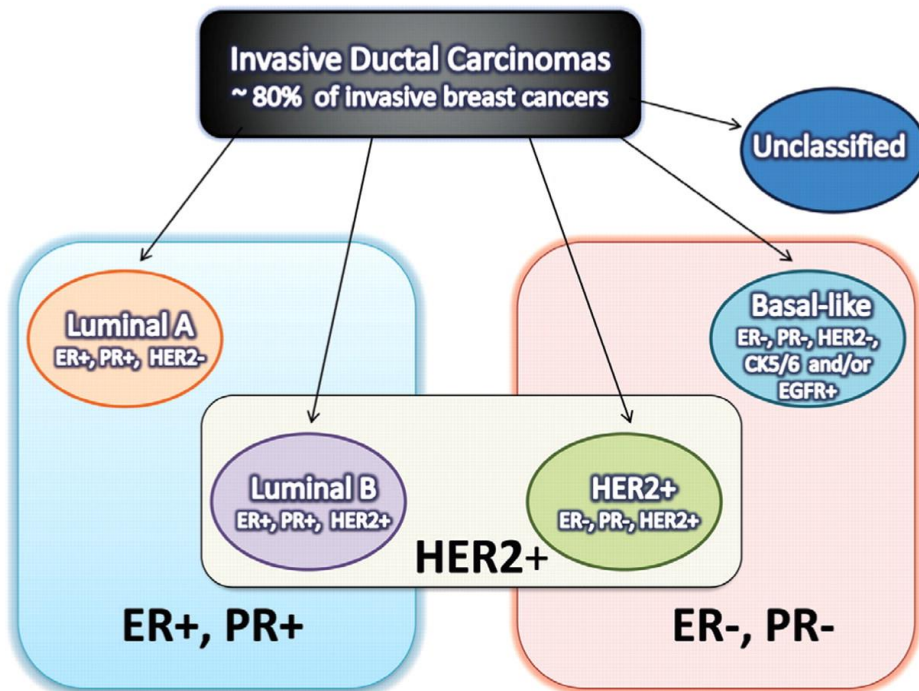 Invasive Ductal Carcinomas
~ 80% of invasive breast cancers
Unclassified
Luminal A
ER+, PR+, HER2-
Basal-like
ER-, PR-, HER2-,
CK5/6 and/or
EGFR+
Luminal B
ER+, PR+, HER2+
HER2+
ER-, PR-, HER2+
HER2+
ER+, PR+
ER-, PR-